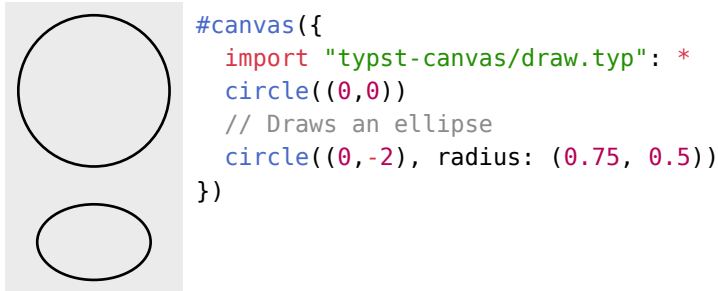 #canvas({
  import "typst-canvas/draw.typ": *
  circle((0,0))
  // Draws an ellipse
  circle((0,-2), radius: (0.75, 0.5))
})